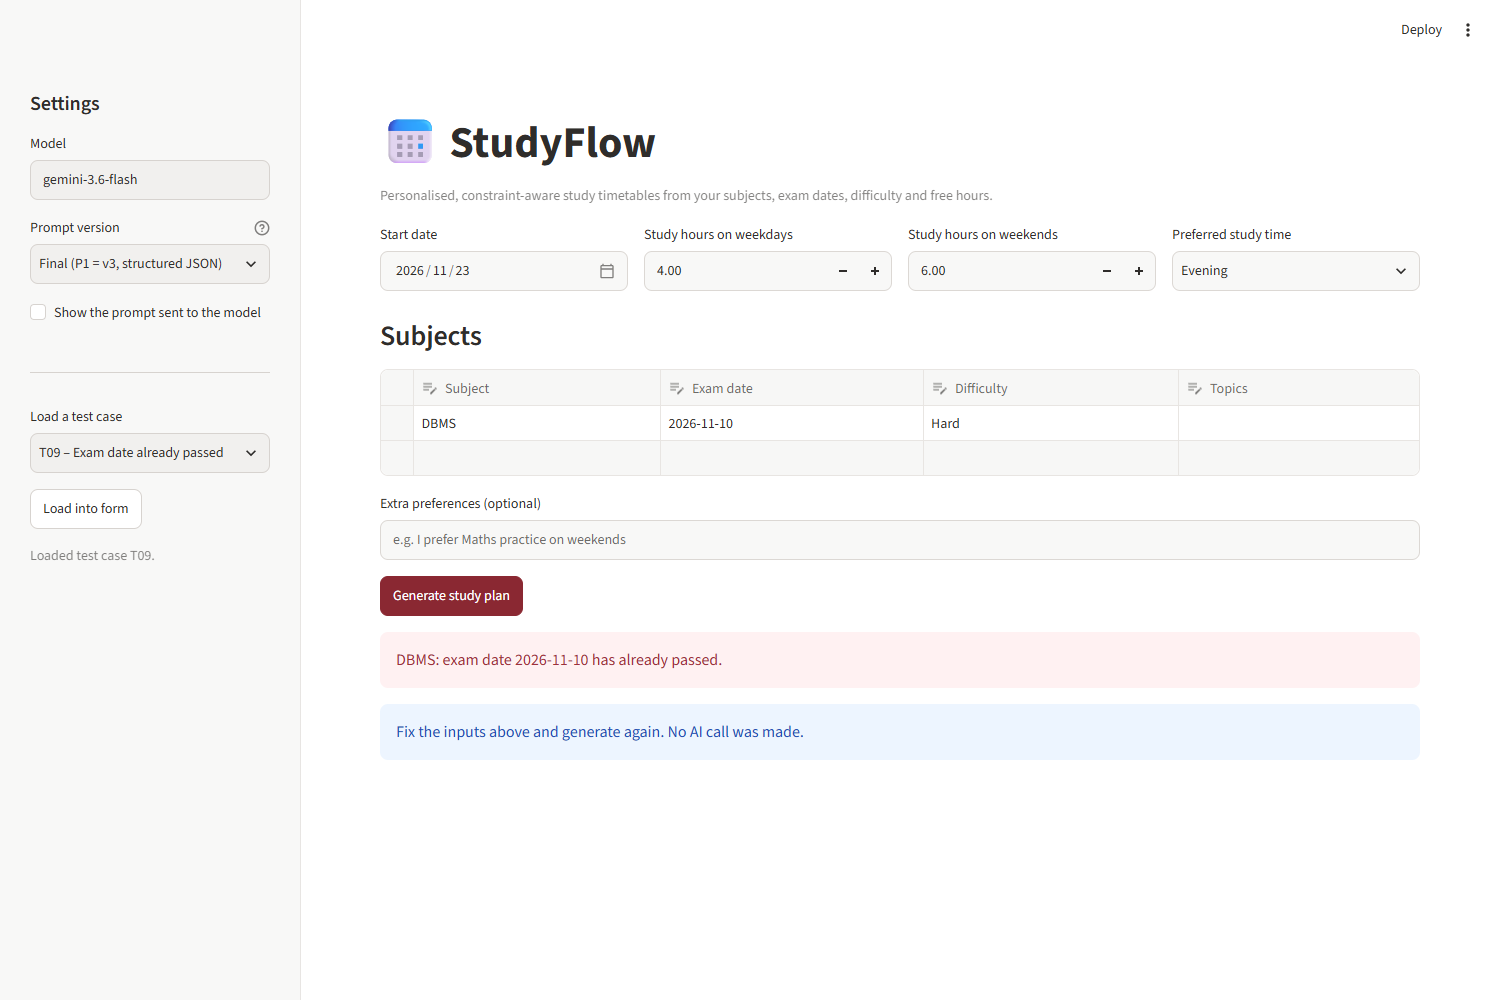 Deploy
Settings
Model
gemini-3.6-flash
Prompt version
Final (P1 = v3, structured JSON)
Show the prompt sent to the model
Load a test case
T09 – Exam date already passed
Load into form
Loaded test case T09.
StudyFlow
Personalised, constraint-aware study timetables from your subjects, exam dates, difficulty and free hours.
Start date Study hours on weekdays Study hours on weekends Preferred study time
2026/11/23 4.00 6.00 Evening
Subjects
Subject Exam date Difficulty Topics
DBMS 2026-11-10 Hard
Extra preferences (optional)
e.g. I prefer Maths practice on weekends
Generate study plan
DBMS: exam date 2026-11-10 has already passed.
Fix the inputs above and generate again. No AI call was made.